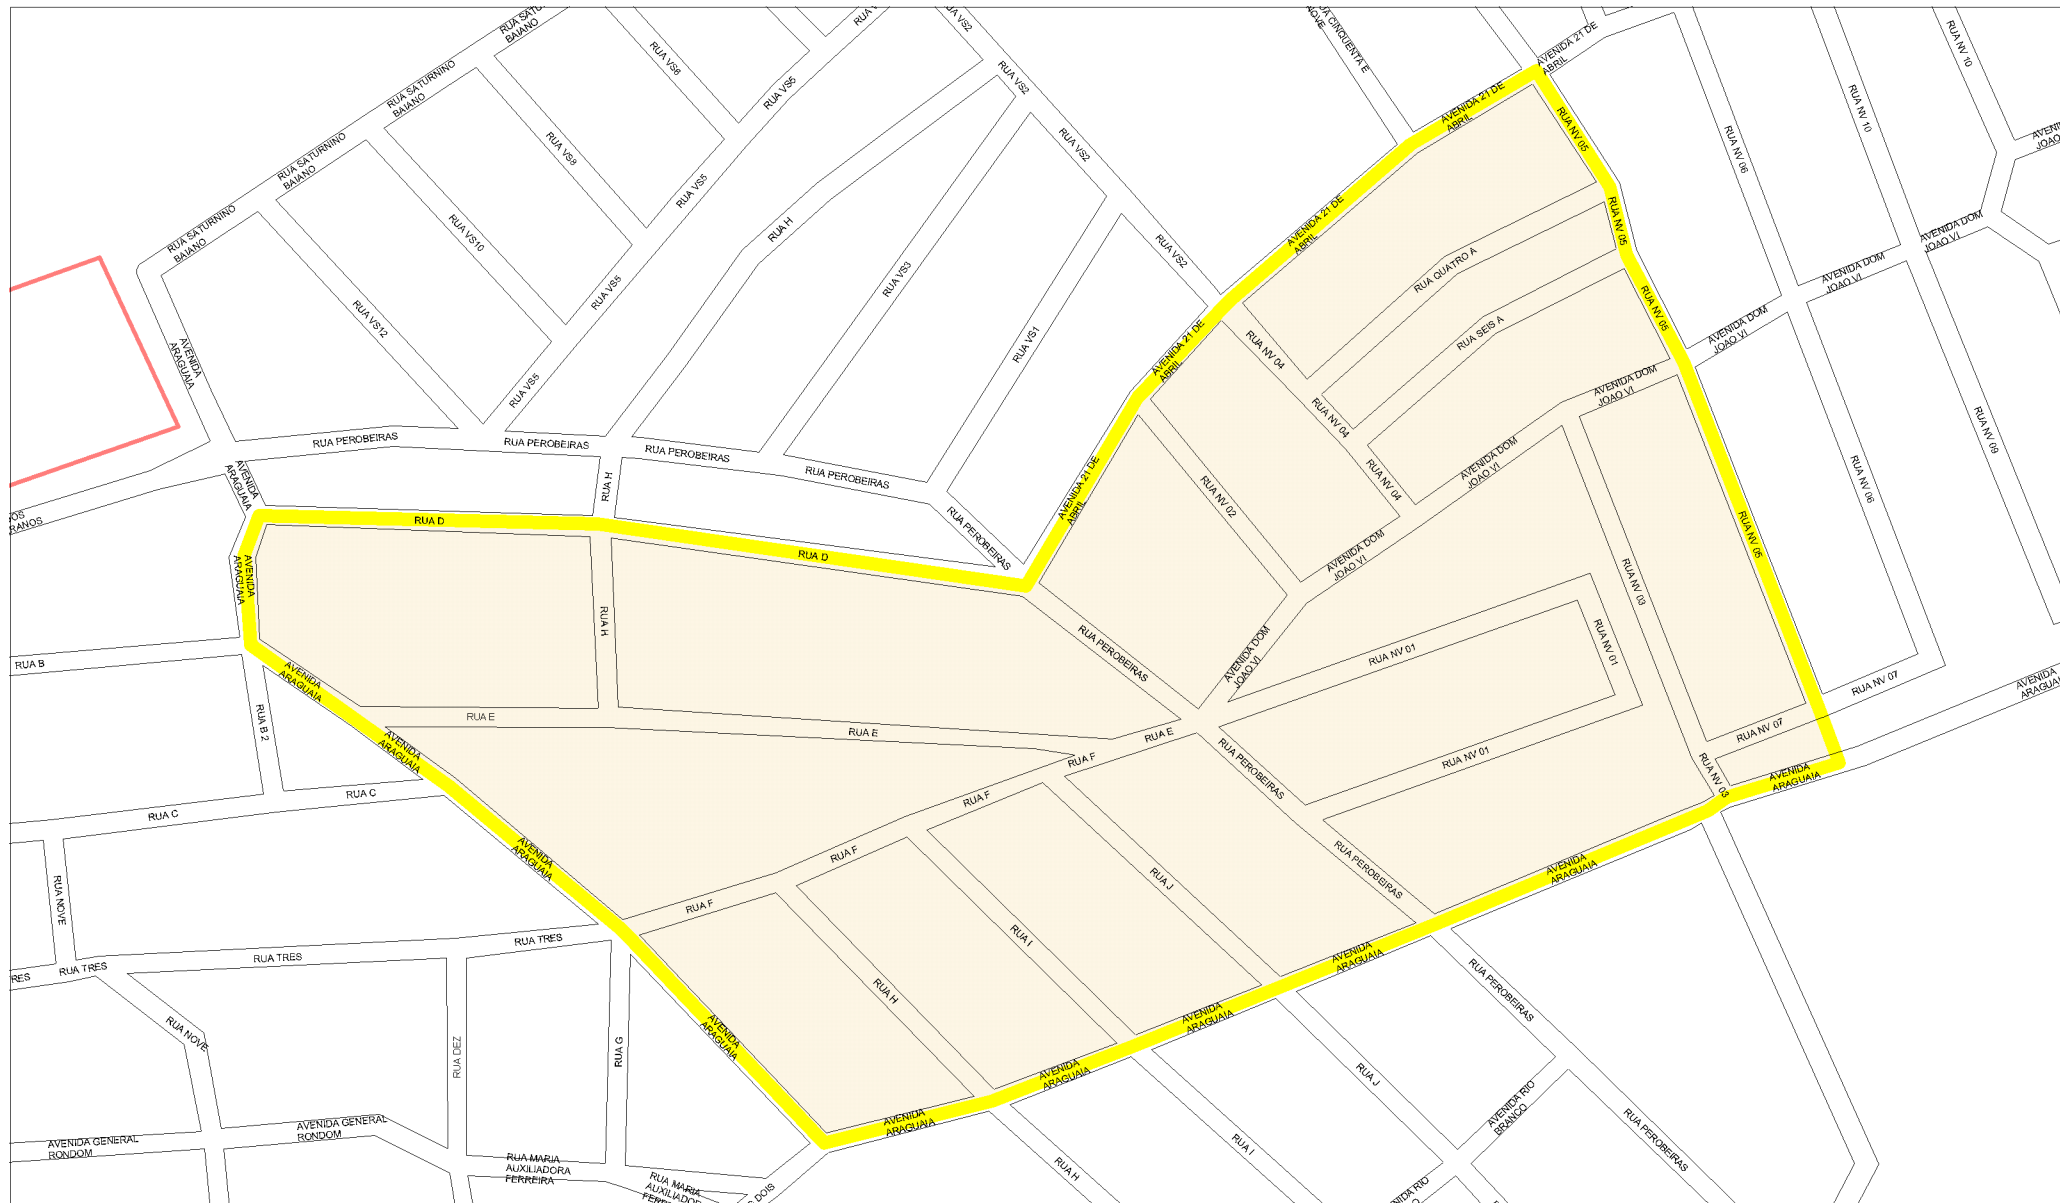 RUA SATURNINO
BAIANO
RUA VS6
RUA VS2
RUA CINQUENTA E
NOVE
AVENIDA 21 DE
ABRIL
RUA NV 10
RUA SATURNINO
BAIANO
RUA VS5
RUA VS2
AVENIDA 21 DE
ABRIL
RUA NV 05
RUA NV 10
RUA SATURNINO
BAIANO
RUA VS8
RUA VS2
RUA NV 06
RUA SATURNINO
BAIANO
RUA VS10
RUA VS5
RUA H
RUA VS2
AVENIDA 21 DE
ABRIL
RUA NV 05
AVENIDA DOM
JOAO VI
RUA VS12
RUA VS5
RUA VS3
RUA QUATRO A
AVENIDA DOM
JOAO VI
AVENIDA
ARAGUAIA
RUA VS1
AVENIDA 21 DE
ABRIL
RUA NV 04
RUA SEIS A
RUA NV 05
AVENIDA DOM
JOAO VI
RUA VS5
RUA NV 04
AVENIDA DOM
JOAO VI
RUA NV 09
RUA PEROBEIRAS
RUA PEROBEIRAS
RUA PEROBEIRAS
RUA PEROBEIRAS
AVENIDA
ARAGUAIA
RUA H
AVENIDA 21 DE
ABRIL
RUA NV 02
RUA NV 04
AVENIDA DOM
JOAO VI
RUA NV 06
RANOS
RUA D
RUA D
RUA PEROBEIRAS
AVENIDA DOM
JOAO VI
RUA NV 05
AVENIDA
ARAGUAIA
RUA H
RUA NV 03
RUA B
AVENIDA
ARAGUAIA
RUA PEROBEIRAS
AVENIDA DOM
JOAO VI
RUA NV 01
RUA NV 01
RUA NV 07
AVENIDA
ARAGUAIA
RUA B 2
RUA E
RUA E
RUA E
RUA NV 07
AVENIDA
ARAGUAIA
RUA F
RUA PEROBEIRAS
RUA NV 01
RUA NV 03
AVENIDA
ARAGUAIA
RUA C
RUA C
RUA F
AVENIDA
ARAGUAIA
RUA F
RUA J
RUA PEROBEIRAS
AVENIDA
ARAGUAIA
RUA NOVE
RUA F
RUA TRES
RUA TRES
RUA TRES
RES
RUA I
AVENIDA
ARAGUAIA
RUA H
RUA PEROBEIRAS
RUA NOVE
RUA DEZ
RUA G
AVENIDA
ARAGUAIA
AVENIDA
ARAGUAIA
AVENIDA
ARAGUAIA
RUA J
AVENIDA GENERAL
RONDOM
AVENIDA GENERAL
RONDOM
AVENIDA
ARAGUAIA
AVENIDA RIO
BRANCO
RUA PEROBEIRAS
RUA MARIA
AUXILIADORA
FERREIRA
RUA MARIA
AUXILIADORA
DOIS
RUA H
RUA I